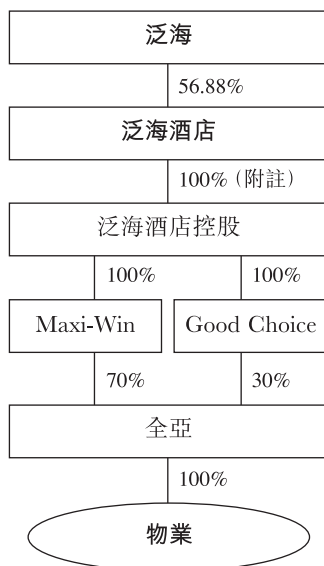 泛海
56.88%
泛海酒店
100%（附註）
泛海酒店控股
100% 100%
Maxi-Win Good Choice
70% 30%
全亞
100%
物業